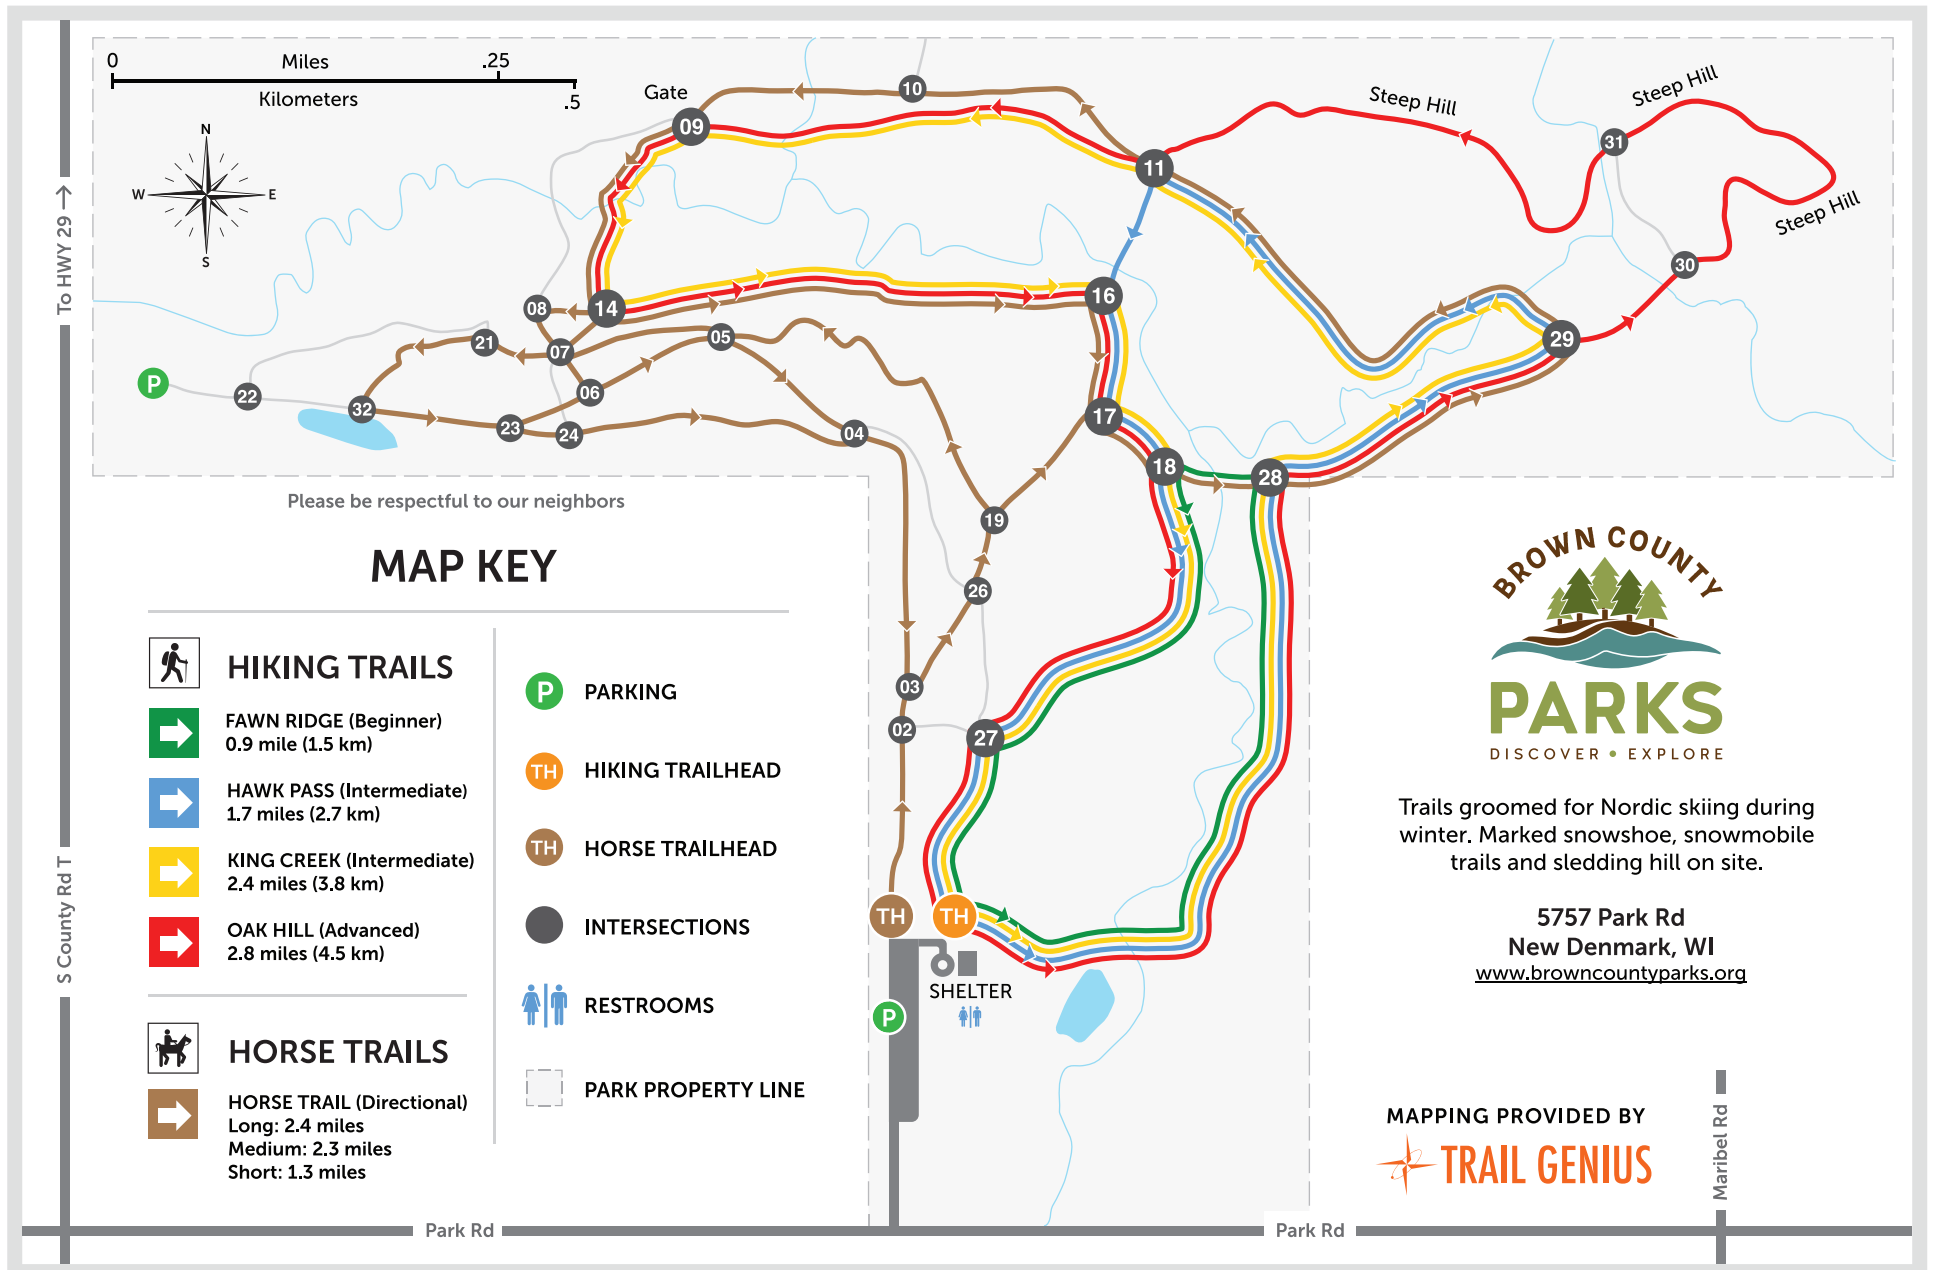 0 Miles .25
Kilometers .5
N
W E
S
Gate
Steep Hill
Steep Hill
Steep Hill
10
09
11
31
30
29
16
14
08
07
05
21
06
22
32
23
24
04
17
18
28
19
26
03
02
27
P
TH
TH
P
SHELTER
To HWY 29 →
S County Rd T
Please be respectful to our neighbors
MAP KEY
HIKING TRAILS
FAWN RIDGE (Beginner)
0.9 mile (1.5 km)
HAWK PASS (Intermediate)
1.7 miles (2.7 km)
KING CREEK (Intermediate)
2.4 miles (3.8 km)
OAK HILL (Advanced)
2.8 miles (4.5 km)
HORSE TRAILS
HORSE TRAIL (Directional)
Long: 2.4 miles
Medium: 2.3 miles
Short: 1.3 miles
P PARKING
TH HIKING TRAILHEAD
TH HORSE TRAILHEAD
INTERSECTIONS
RESTROOMS
PARK PROPERTY LINE
BROWN COUNTY
PARKS
DISCOVER • EXPLORE
Trails groomed for Nordic skiing during
winter. Marked snowshoe, snowmobile
trails and sledding hill on site.
5757 Park Rd
New Denmark, WI
www.browncountyparks.org
MAPPING PROVIDED BY
TRAIL GENIUS
Maribel Rd
Park Rd
Park Rd